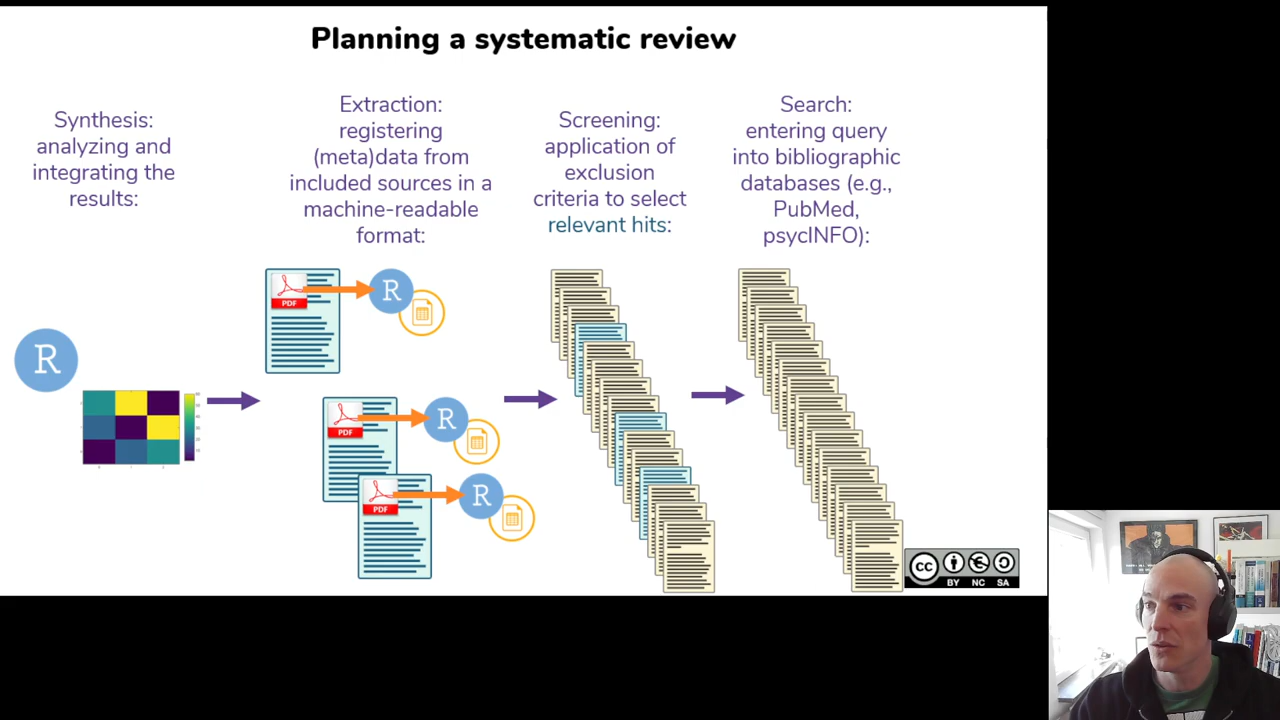 Planning a systematic review
Synthesis:
analyzing and
integrating the
results:
Extraction:
registering
(meta)data from
included sources in a
machine-readable
format:
Screening:
application of
exclusion
criteria to select
relevant hits:
Search:
entering query
into bibliographic
databases (e.g.,
PubMed,
psycINFO):
PDF
R
PDF
R
PDF
R
R
cc
BY NC SA